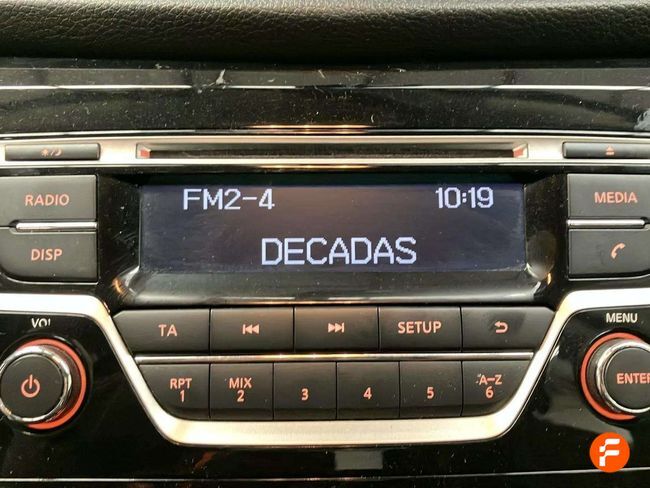 FM2-4 10:19
DECADAS
RADIO
DISP
MEDIA
VOL
MENU
TA
SETUP
RPT
1
MIX
2
3
4
5
A-Z
6
ENTER